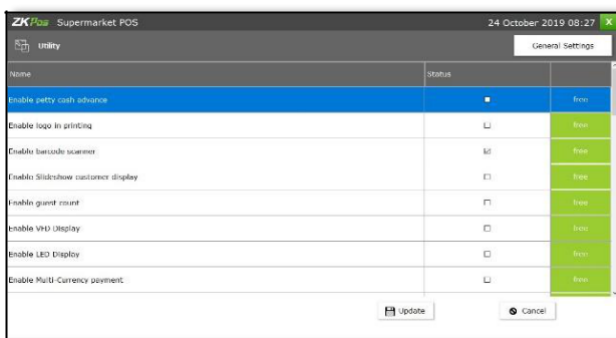 ZKPos Supermarket POS 24 October 2019 08:27 X
Utility General Settings
Name Status
Enable petty cash advance free
Enable logo in printing free
Enable barcode scanner free
Enable Slideshow customer display free
Enable guest count free
Enable VFD Display free
Enable LED Display free
Enable Multi-Currency payment free
Update Cancel